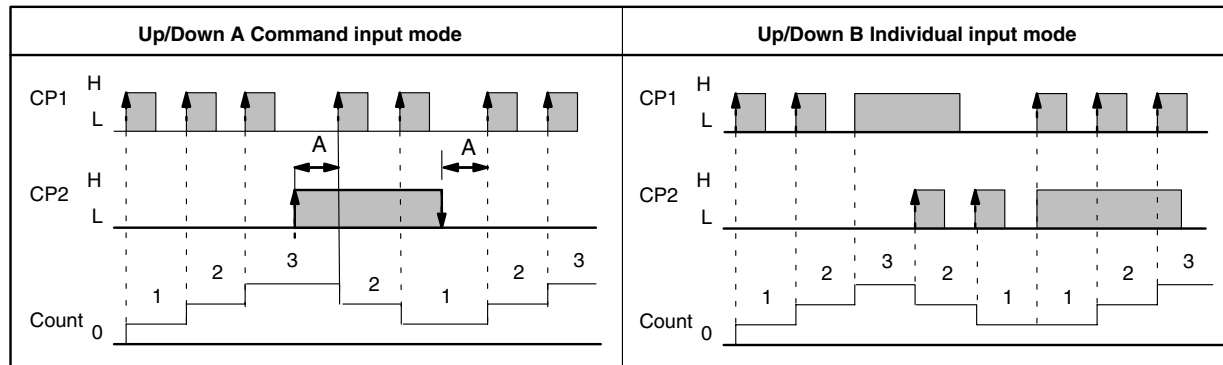 Up/Down A Command input mode
CP1 H
L
A A
CP2 H
L
1 2 3 2 1 2 3
Count 0
Up/Down B Individual input mode
CP1 H
L
CP2 H
L
1 2 3 2 1 1 2 3
Count 0